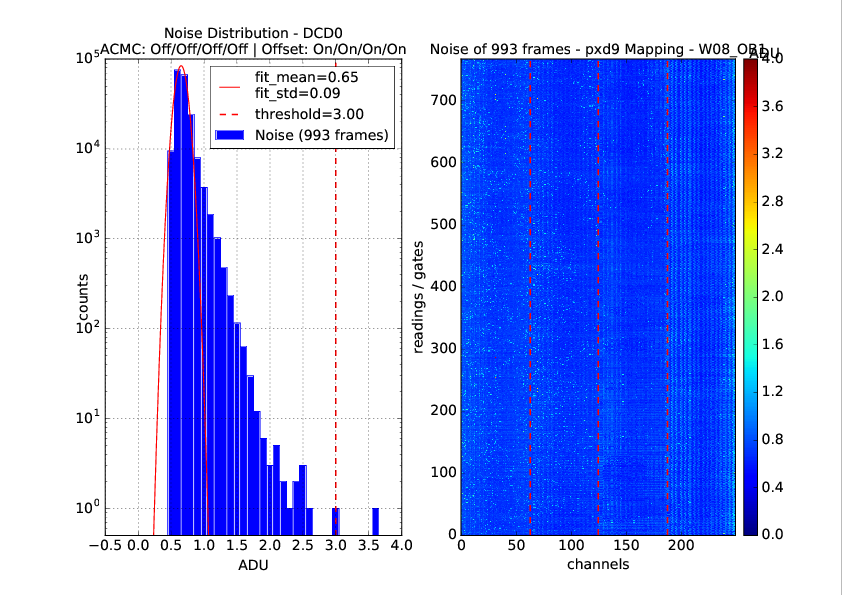 Noise Distribution - DCD0
ACMC: Off/Off/Off/Off | Offset: On/On/On/On
10^5
10^4
10^3
10^2
10^1
10^0
counts
fit_mean=0.65
fit_std=0.09
threshold=3.00
Noise (993 frames)
−0.5 0.0 0.5 1.0 1.5 2.0 2.5 3.0 3.5 4.0
ADU
Noise of 993 frames - pxd9 Mapping - W08_OB1
700
600
500
400
300
200
100
0
readings / gates
0 50 100 150 200
channels
ADU
4.0
3.6
3.2
2.8
2.4
2.0
1.6
1.2
0.8
0.4
0.0